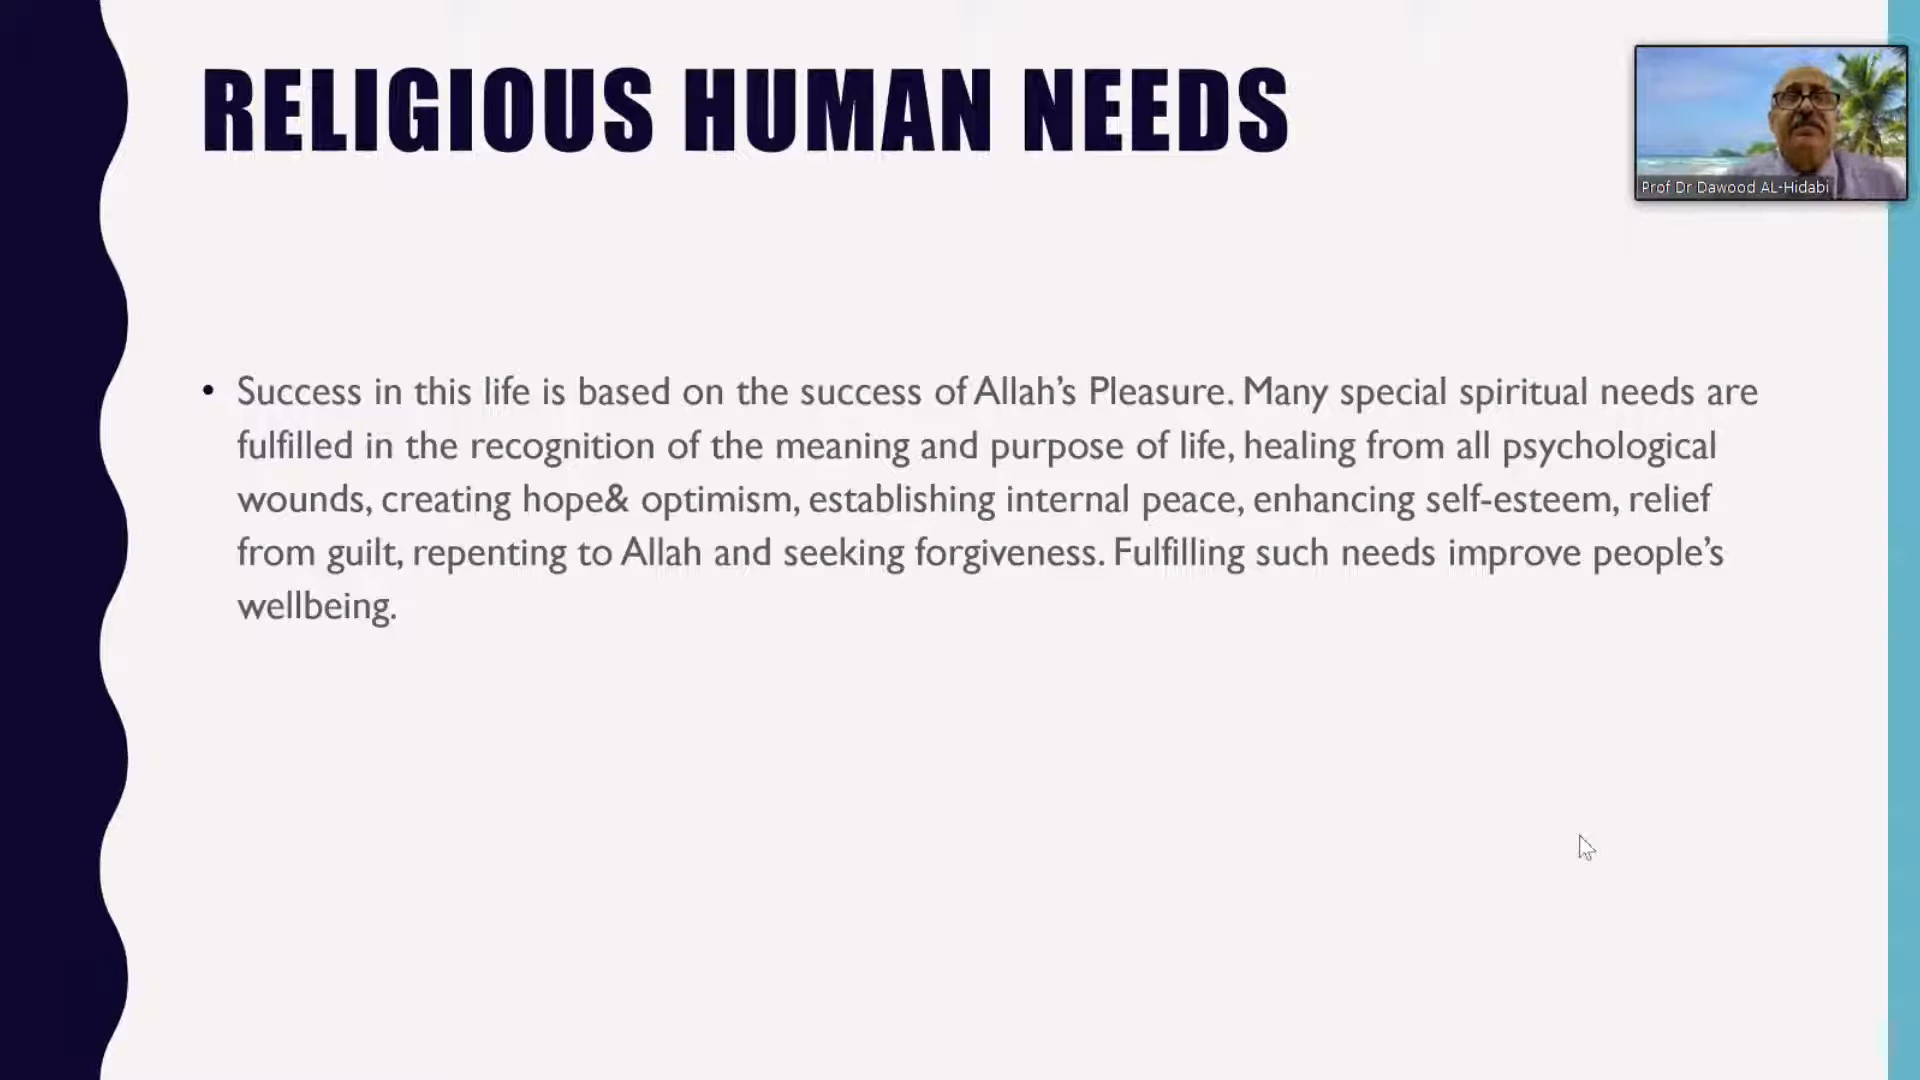 RELIGIOUS HUMAN NEEDS
Prof Dr Dawood AL-Hidabi
• Success in this life is based on the success of Allah’s Pleasure. Many special spiritual needs are
fulfilled in the recognition of the meaning and purpose of life, healing from all psychological
wounds, creating hope& optimism, establishing internal peace, enhancing self-esteem, relief
from guilt, repenting to Allah and seeking forgiveness. Fulfilling such needs improve people’s
wellbeing.